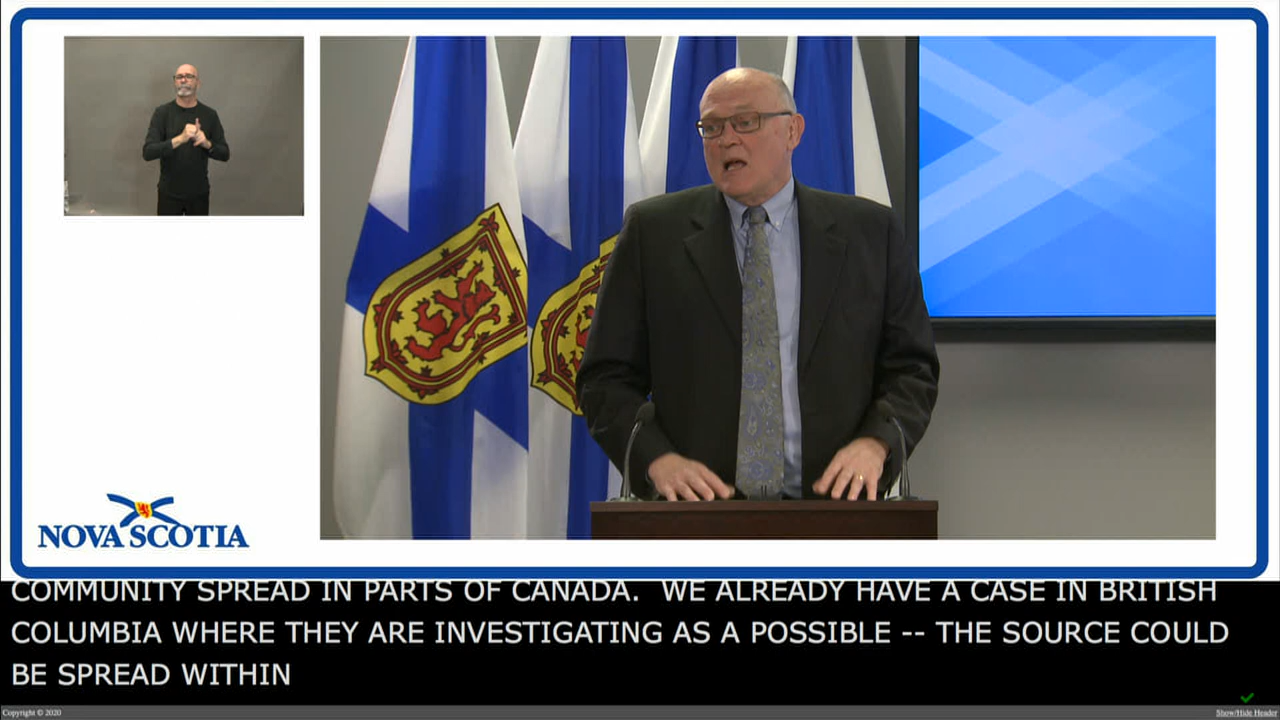 NOVA SCOTIA
COMMUNITY SPREAD IN PARTS OF CANADA. WE ALREADY HAVE A CASE IN BRITISH
COLUMBIA WHERE THEY ARE INVESTIGATING AS A POSSIBLE -- THE SOURCE COULD
BE SPREAD WITHIN
Copyright © 2020
Show/Hide Header